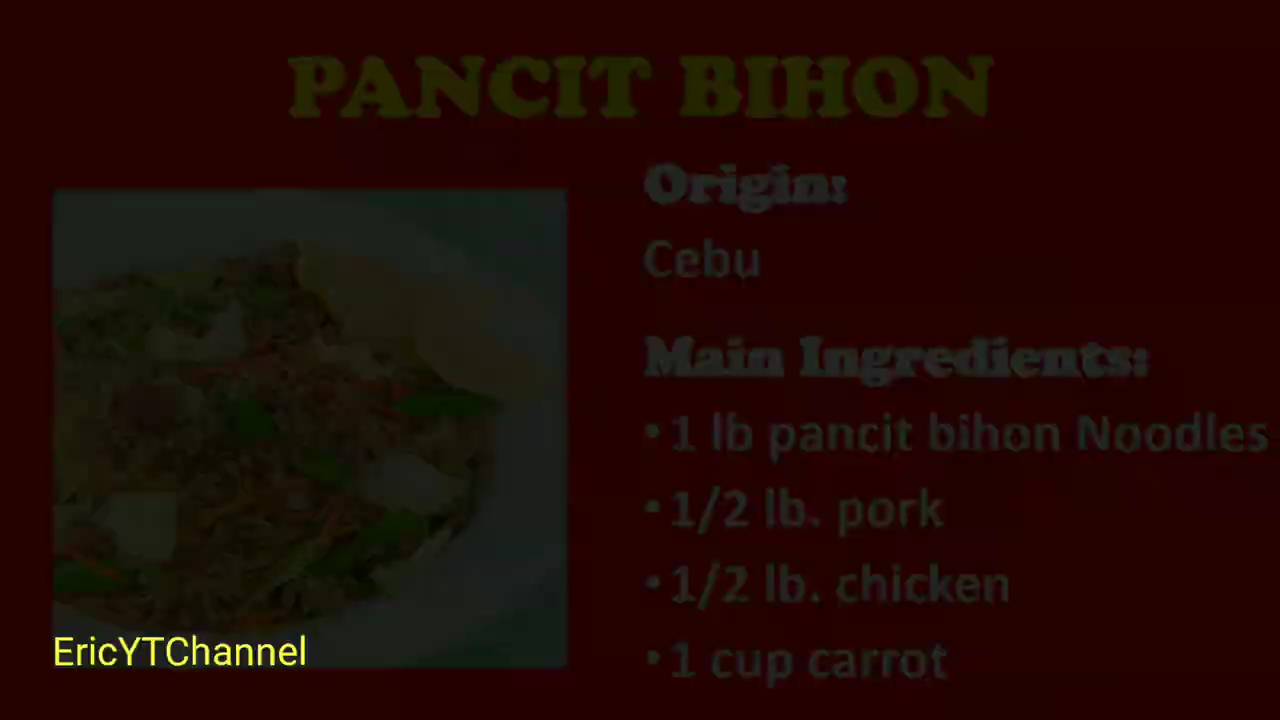 PANCIT BIHON
Origin:
Cebu
Main Ingredients:
• 1 lb pancit bihon Noodles
• 1/2 lb. pork
• 1/2 lb. chicken
• 1 cup carrot
EricYTChannel